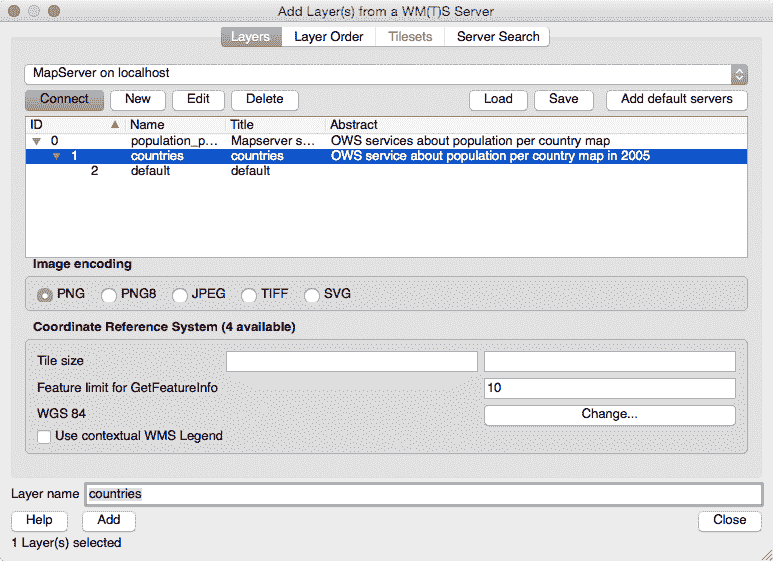 Add Layer(s) from a WM(T)S Server
Layers Layer Order Tilesets Server Search
MapServer on localhost
Connect New Edit Delete Load Save Add default servers
ID Name Title Abstract
0 population_p... Mapserver s... OWS services about population per country map
1 countries countries OWS service about population per country map in 2005
2 default default
Image encoding
PNG PNG8 JPEG TIFF SVG
Coordinate Reference System (4 available)
Tile size
Feature limit for GetFeatureInfo 10
WGS 84 Change...
Use contextual WMS Legend
Layer name countries
Help Add Close
1 Layer(s) selected